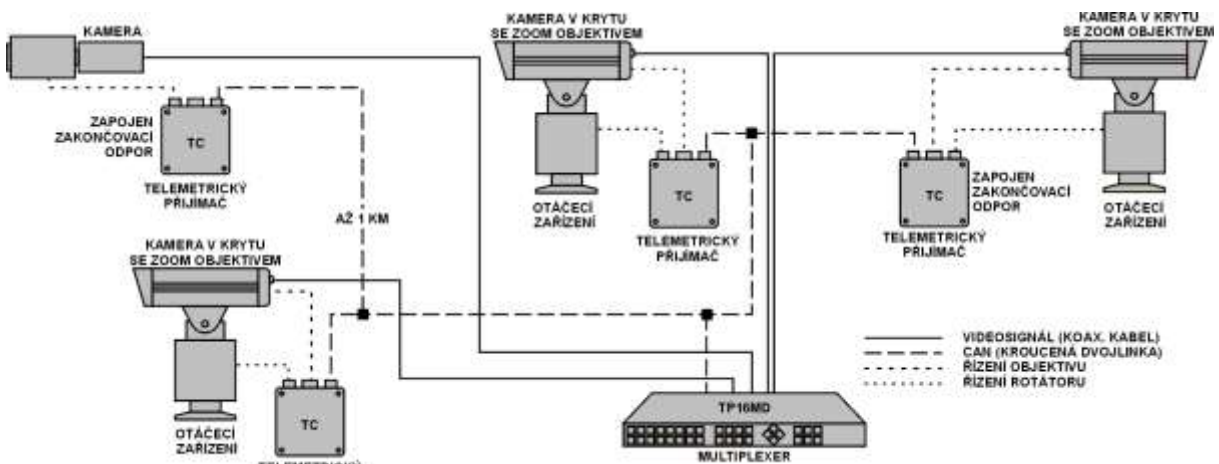 KAMERA
ZAPOJEN
ZAKONČOVACÍ
ODPOR
TC
TELEMETRICKÝ
PŘIJÍMAČ
AŽ 1 KM
KAMERA V KRYTU
SE ZOOM OBJEKTIVEM
TC
OTÁČECÍ
ZAŘÍZENÍ
TELEMETRICKÝ
PŘIJÍMAČ
KAMERA V KRYTU
SE ZOOM OBJEKTIVEM
TC
ZAPOJEN
ZAKONČOVACÍ
ODPOR
TELEMETRICKÝ
PŘIJÍMAČ
OTÁČECÍ
ZAŘÍZENÍ
KAMERA V KRYTU
SE ZOOM OBJEKTIVEM
TC
OTÁČECÍ
ZAŘÍZENÍ
TELEMETRICKÝ
TP16MD
MULTIPLEXER
VIDEOSIGNÁL (KOAX. KABEL)
CAN (KROUCENÁ DVOJLINKA)
ŘÍZENÍ OBJEKTIVU
ŘÍZENÍ ROTÁTORU